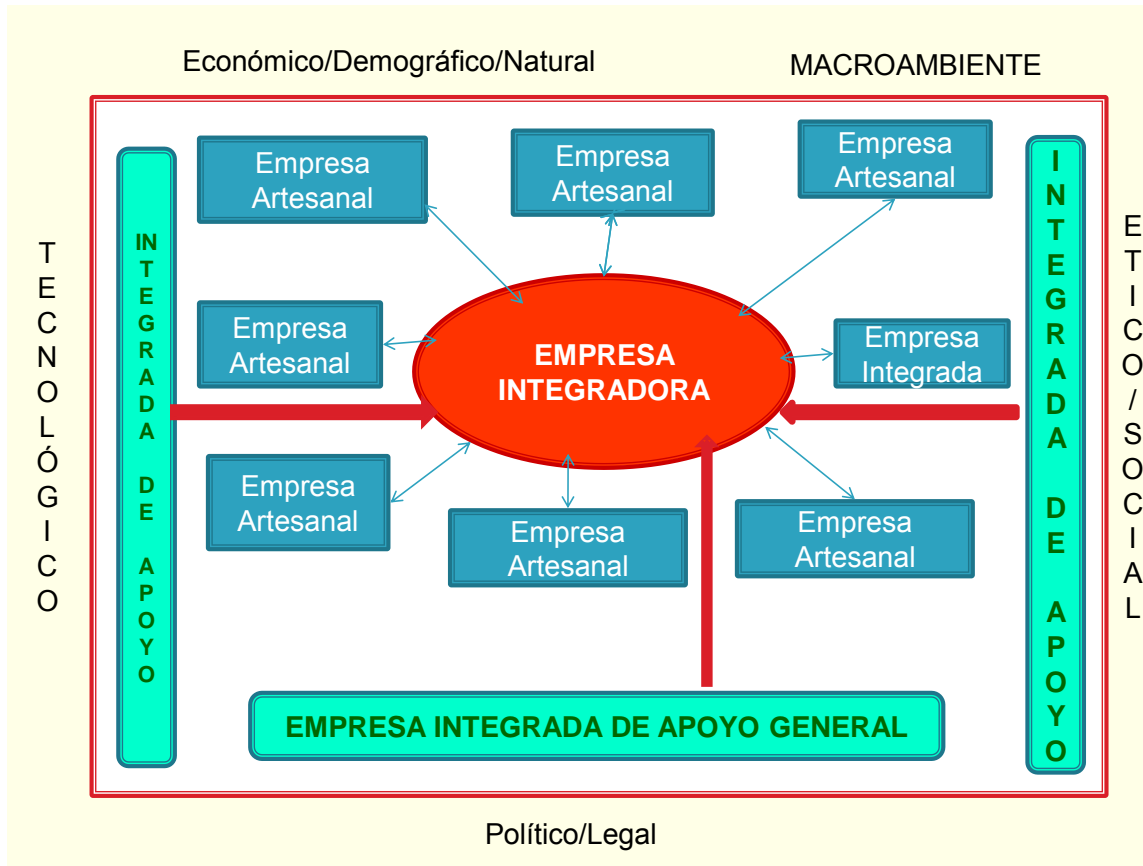 Económico/Demográfico/Natural
MACROAMBIENTE
Empresa
Artesanal
Empresa
Artesanal
Empresa
Artesanal
TECNOLÓGICO
INTEGRADA DE APOYO
INTEGRADA DE APOYO
ETICO/SOCIAL
Empresa
Artesanal
EMPRESA
INTEGRADORA
Empresa
Integrada
Empresa
Artesanal
Empresa
Artesanal
Empresa
Artesanal
EMPRESA INTEGRADA DE APOYO GENERAL
Político/Legal